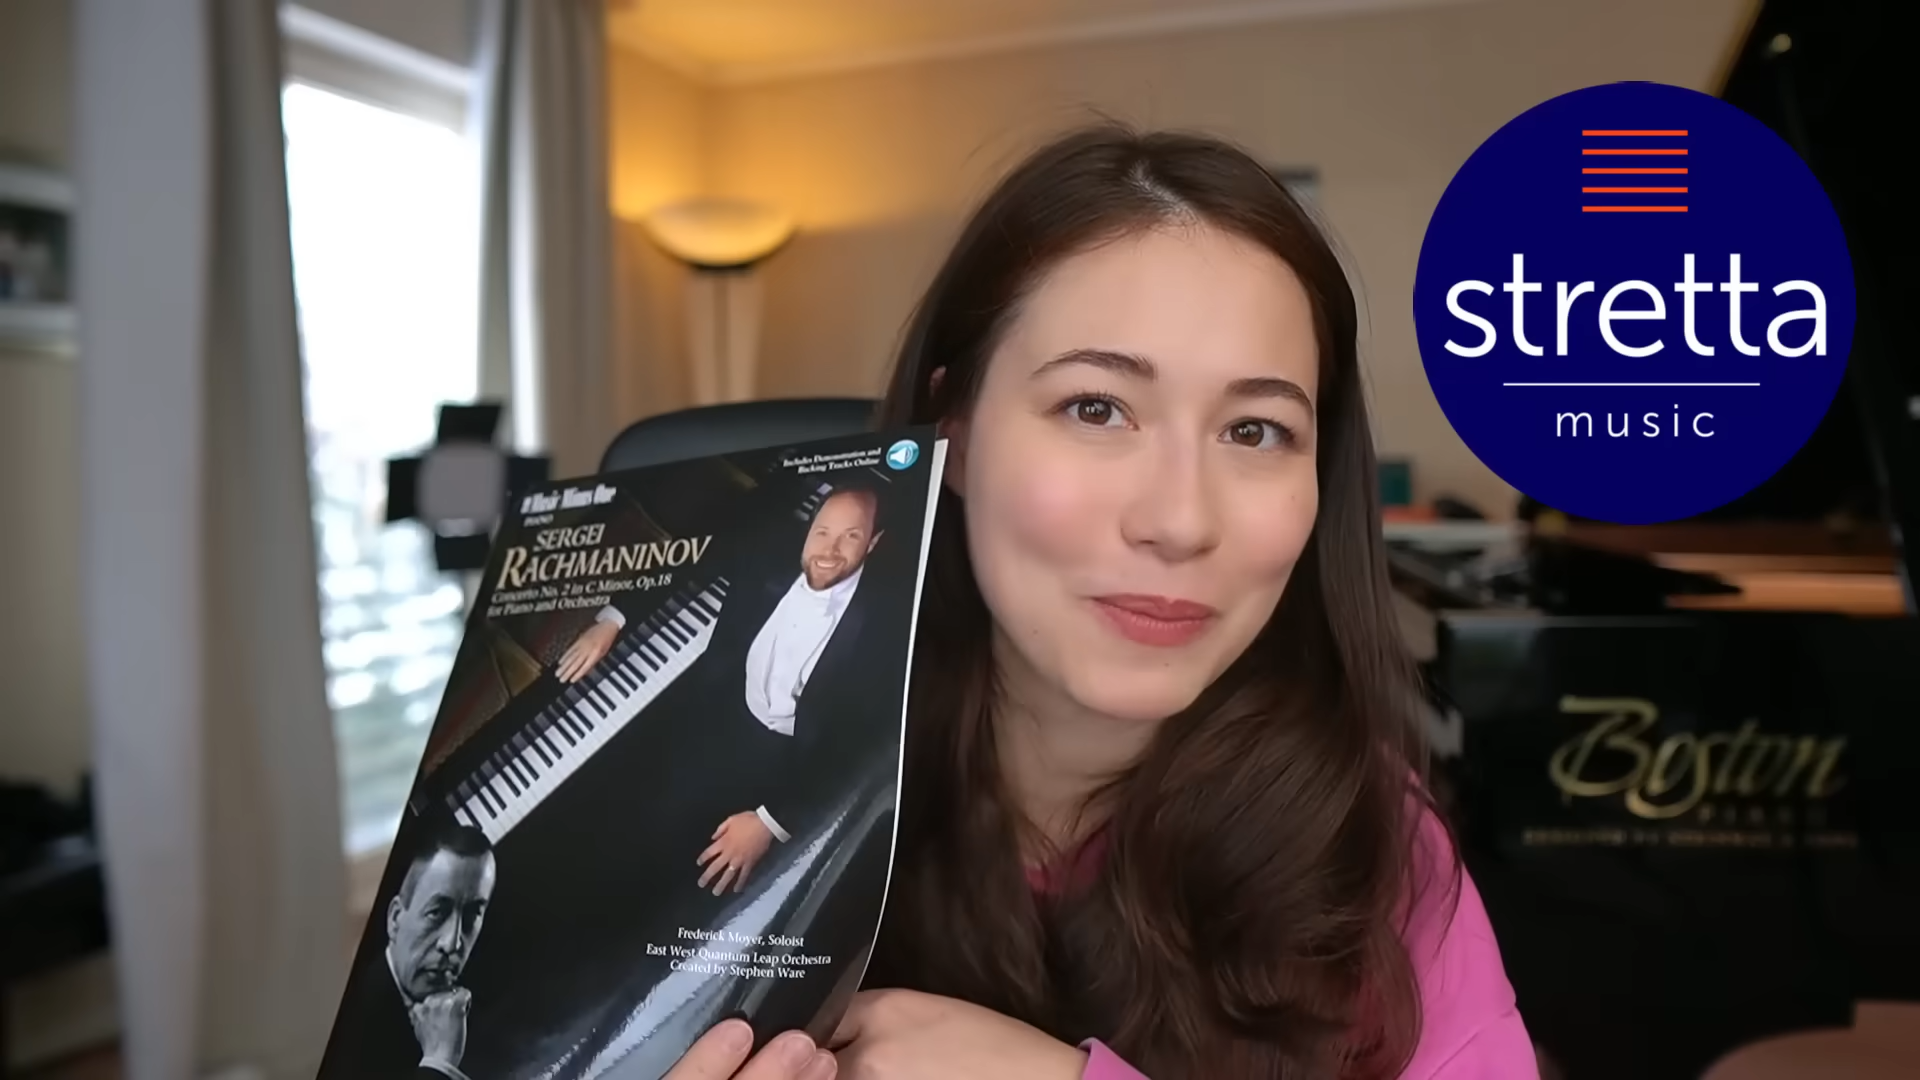 Includes Demonstration and
Backing Tracks Online
Music Minus One
PIANO
SERGEI
RACHMANINOV
Concerto No. 2 in C Minor, Op.18
for Piano and Orchestra
Frederick Moyer, Soloist
East West Quantum Leap Orchestra
Created by Stephen Ware
stretta
music
Boston
PIANO